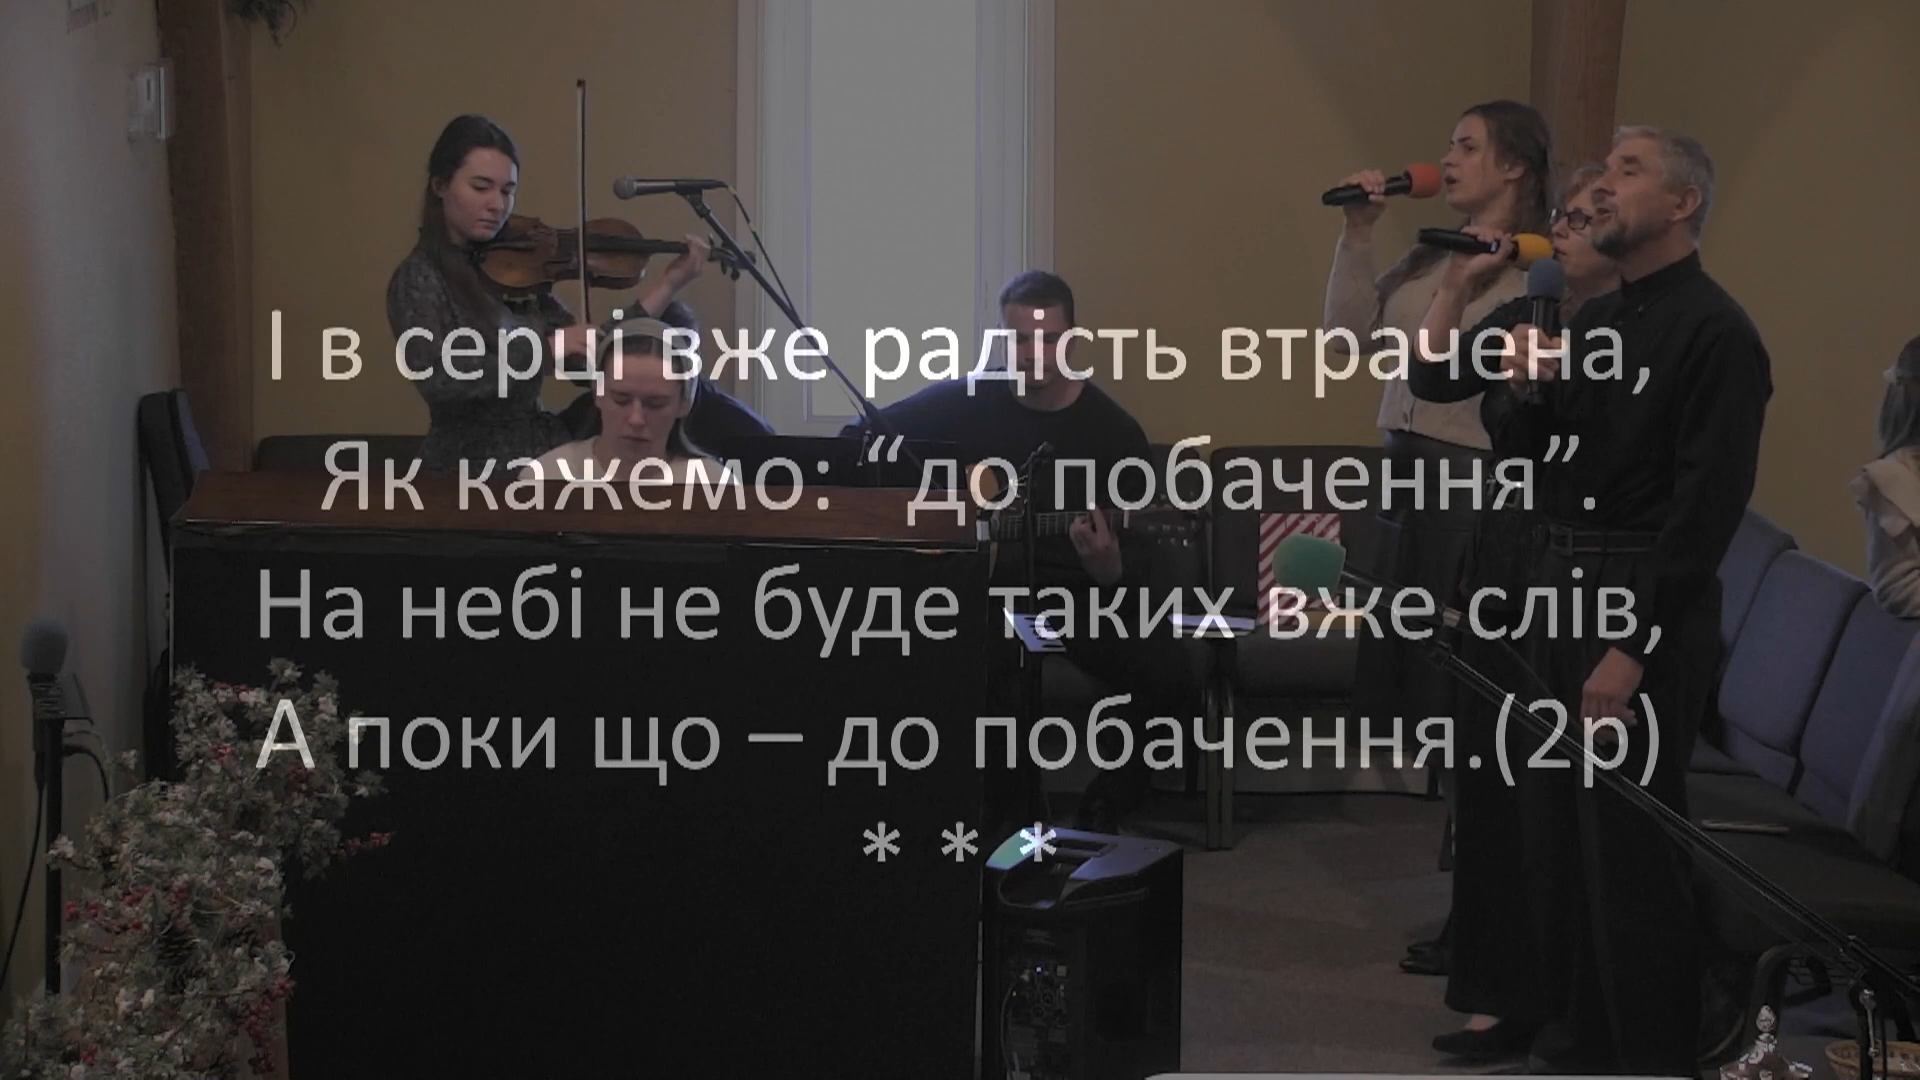 І в серці вже радість втрачена,
Як кажемо: “до побачення”.
На небі не буде таких вже слів,
А поки що – до побачення.(2р)
* * *